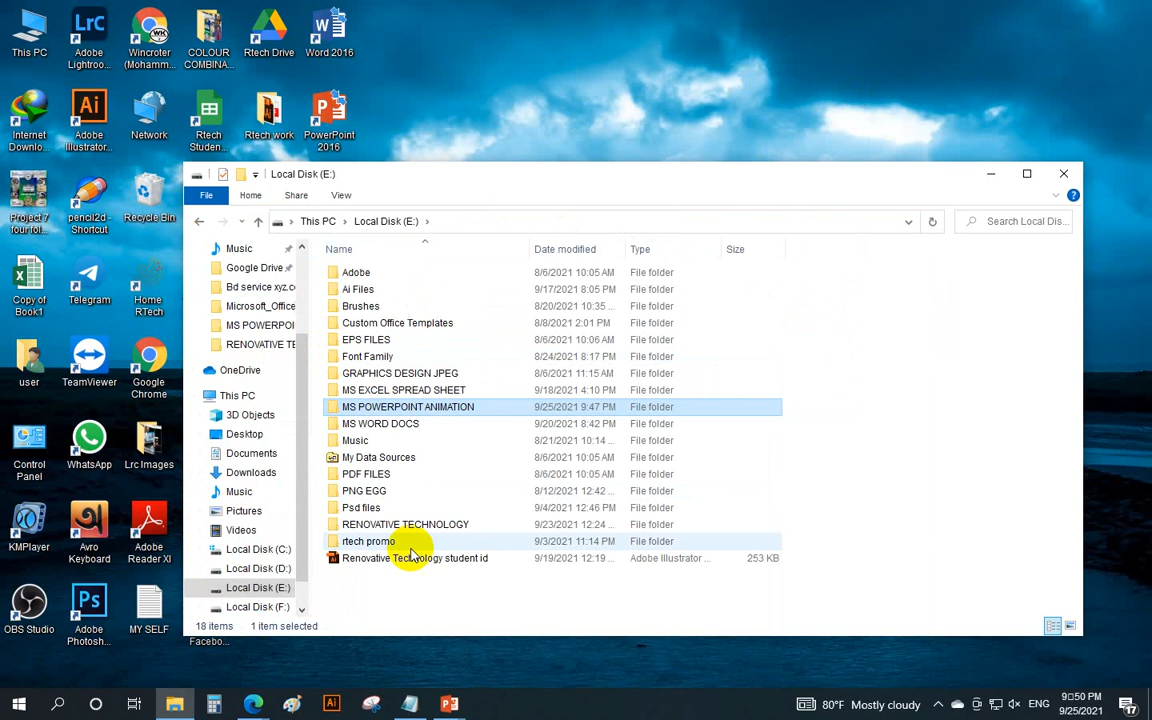 This PC
Adobe
Lightroo...
Wincroter
(Mohamm...
COLOUR
COMBINA...
Rtech Drive
Word 2016
Internet
Downlo...
Adobe
Illustrator...
Network
Rtech
Studen...
Rtech.work
PowerPoint
2016
Project 7
four fol...
pencil2d -
Shortcut
Recycle Bin
Copy of
Book1
Telegram
Home
RTech
user
TeamViewer
Google
Chrome
Control
Panel
WhatsApp
Lrc Images
KMPlayer
Avro
Keyboard
Adobe
Reader XI
OBS Studio
Adobe
Photosh...
MY SELF
Facebo...
Local Disk (E:)
File
Home
Share
View
This PC
Local Disk (E:)
Search Local Dis...
Music
Google Drive
Bd service xyz.c
Microsoft_Office
MS POWERPOI
RENOVATIVE TE
OneDrive
This PC
3D Objects
Desktop
Documents
Downloads
Music
Pictures
Videos
Local Disk (C:)
Local Disk (D:)
Local Disk (E:)
Local Disk (F:)
Name Date modified Type Size
Adobe 8/6/2021 10:05 AM File folder
Ai Files 9/17/2021 8:05 PM File folder
Brushes 8/20/2021 10:35 ... File folder
Custom Office Templates 8/8/2021 2:01 PM File folder
EPS FILES 8/6/2021 10:06 AM File folder
Font Family 8/24/2021 8:17 PM File folder
GRAPHICS DESIGN JPEG 8/6/2021 11:15 AM File folder
MS EXCEL SPREAD SHEET 9/18/2021 4:10 PM File folder
MS POWERPOINT ANIMATION 9/25/2021 9:47 PM File folder
MS WORD DOCS 9/20/2021 8:42 PM File folder
Music 8/21/2021 10:14 ... File folder
My Data Sources 8/6/2021 10:05 AM File folder
PDF FILES 8/6/2021 10:05 AM File folder
PNG EGG 8/12/2021 12:42 ... File folder
Psd files 9/4/2021 12:46 PM File folder
RENOVATIVE TECHNOLOGY 9/23/2021 12:24 ... File folder
rtech promo 9/3/2021 11:14 PM File folder
Renovative Technology student id 9/19/2021 12:19 ... Adobe Illustrator ... 253 KB
18 items 1 item selected
80°F Mostly cloudy
ENG
9:50 PM
9/25/2021
17